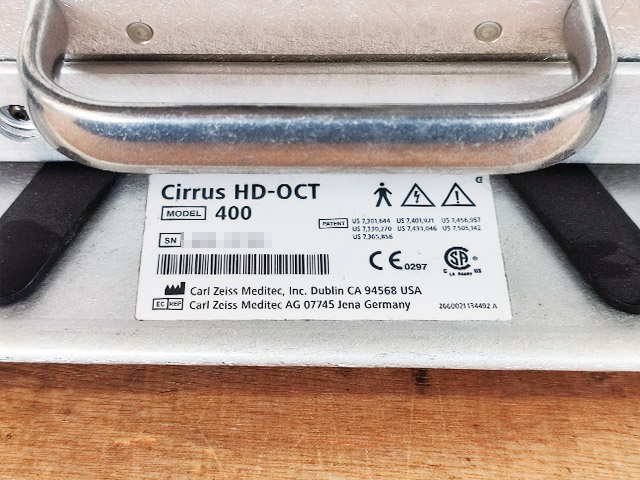 Cirrus HD-OCT
MODEL 400
PATENT US 7,301,644 US 7,401,921 US 7,456,957
US 7,330,270 US 7,433,046 US 7,505,142
US 7,365,856
SN
CE 0297
SA
C US
Carl Zeiss Meditec, Inc. Dublin CA 94568 USA
EC REP Carl Zeiss Meditec AG 07745 Jena Germany
2660021134492 A